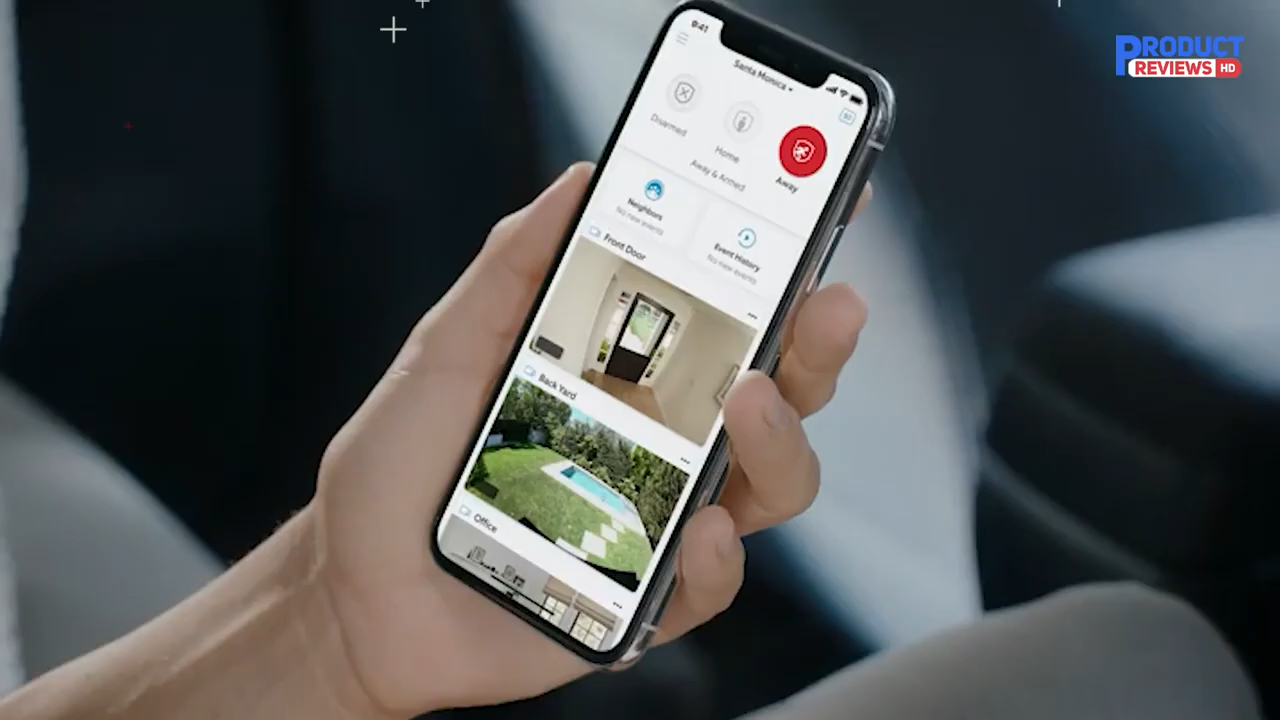 PRODUCT
REVIEWS HD
9:41
Santa Monica
Disarmed
Home
Away
Away & Armed
Neighbors
No new events
Event History
No new events
Front Door
Back Yard
Office